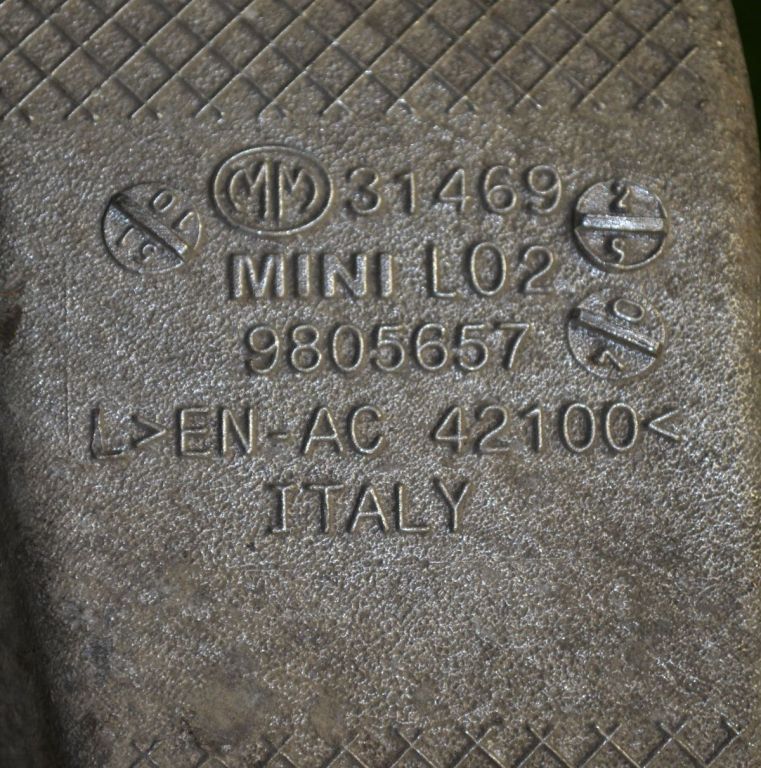 MM 31469
MINI L02
9805657
L>EN-AC 42100<
ITALY